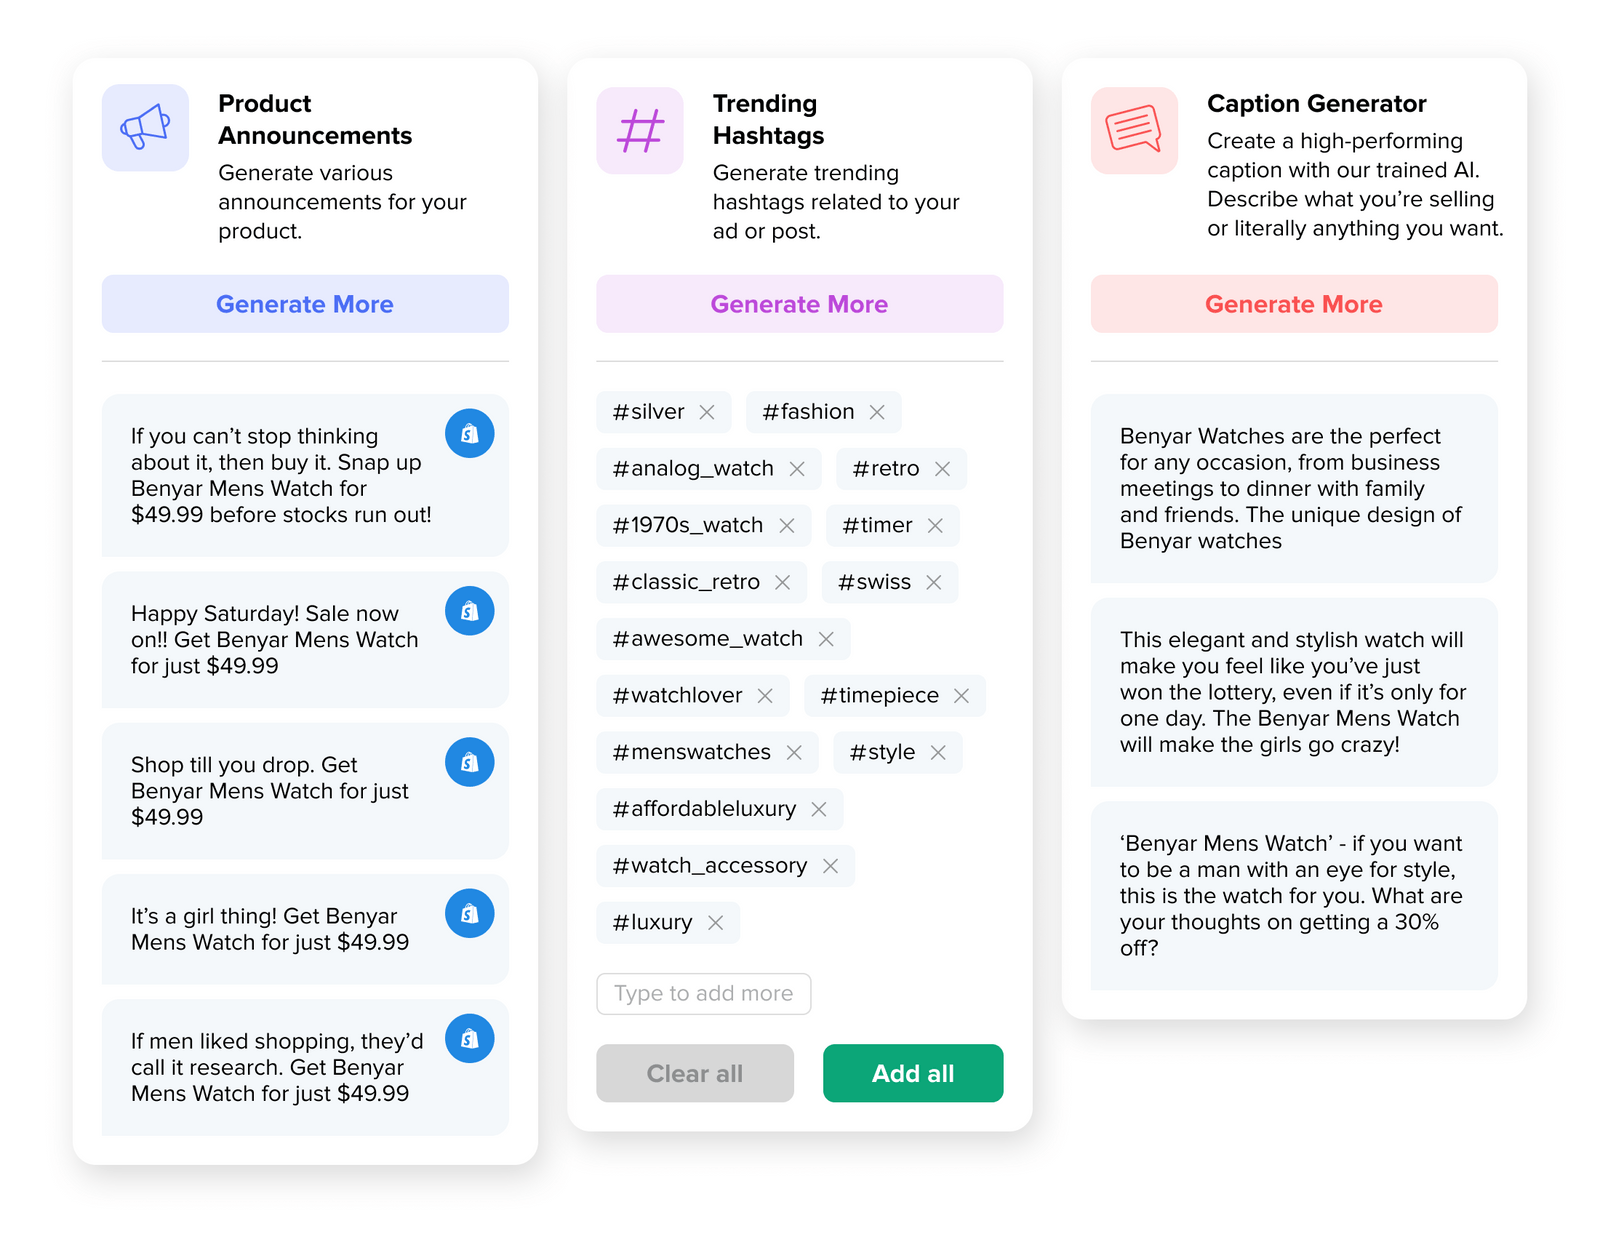 Product
Announcements
Generate various
announcements for your
product.
Generate More
If you can’t stop thinking
about it, then buy it. Snap up
Benyar Mens Watch for
$49.99 before stocks run out!
Happy Saturday! Sale now
on!! Get Benyar Mens Watch
for just $49.99
Shop till you drop. Get
Benyar Mens Watch for just
$49.99
It’s a girl thing! Get Benyar
Mens Watch for just $49.99
If men liked shopping, they’d
call it research. Get Benyar
Mens Watch for just $49.99
Trending
Hashtags
Generate trending
hashtags related to your
ad or post.
Generate More
#silver #fashion
#analog_watch #retro
#1970s_watch #timer
#classic_retro #swiss
#awesome_watch
#watchlover #timepiece
#menswatches #style
#affordableluxury
#watch_accessory
#luxury
Type to add more
Clear all Add all
Caption Generator
Create a high-performing
caption with our trained AI.
Describe what you’re selling
or literally anything you want.
Generate More
Benyar Watches are the perfect
for any occasion, from business
meetings to dinner with family
and friends. The unique design of
Benyar watches
This elegant and stylish watch will
make you feel like you’ve just
won the lottery, even if it’s only for
one day. The Benyar Mens Watch
will make the girls go crazy!
‘Benyar Mens Watch’ - if you want
to be a man with an eye for style,
this is the watch for you. What are
your thoughts on getting a 30%
off?